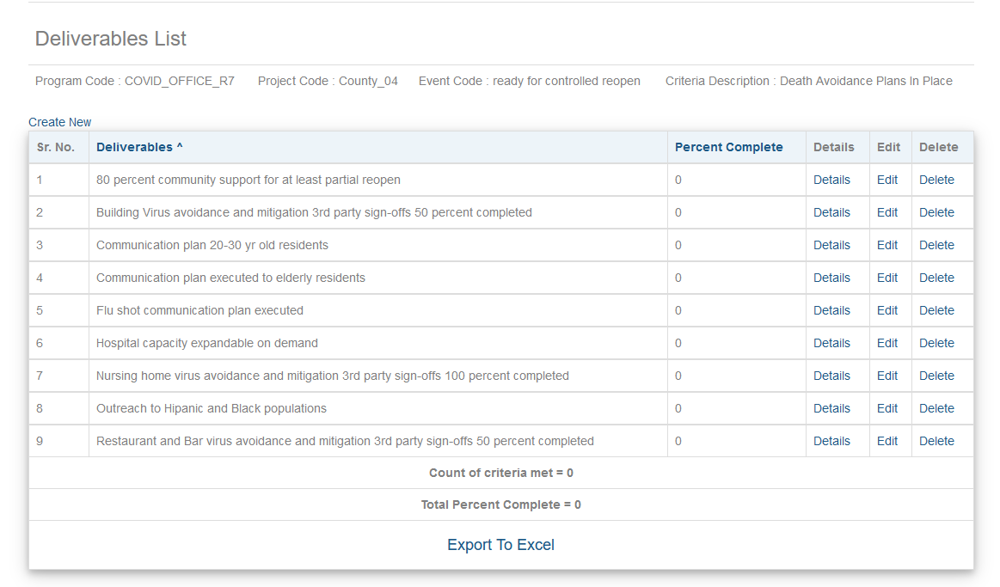 Deliverables List
Program Code : COVID_OFFICE_R7 Project Code : County_04 Event Code : ready for controlled reopen Criteria Description : Death Avoidance Plans In Place
Create New
Sr. No. Deliverables ^ Percent Complete Details Edit Delete
1 80 percent community support for at least partial reopen 0 Details Edit Delete
2 Building Virus avoidance and mitigation 3rd party sign-offs 50 percent completed 0 Details Edit Delete
3 Communication plan 20-30 yr old residents 0 Details Edit Delete
4 Communication plan executed to elderly residents 0 Details Edit Delete
5 Flu shot communication plan executed 0 Details Edit Delete
6 Hospital capacity expandable on demand 0 Details Edit Delete
7 Nursing home virus avoidance and mitigation 3rd party sign-offs 100 percent completed 0 Details Edit Delete
8 Outreach to Hipanic and Black populations 0 Details Edit Delete
9 Restaurant and Bar virus avoidance and mitigation 3rd party sign-offs 50 percent completed 0 Details Edit Delete
Count of criteria met = 0
Total Percent Complete = 0
Export To Excel